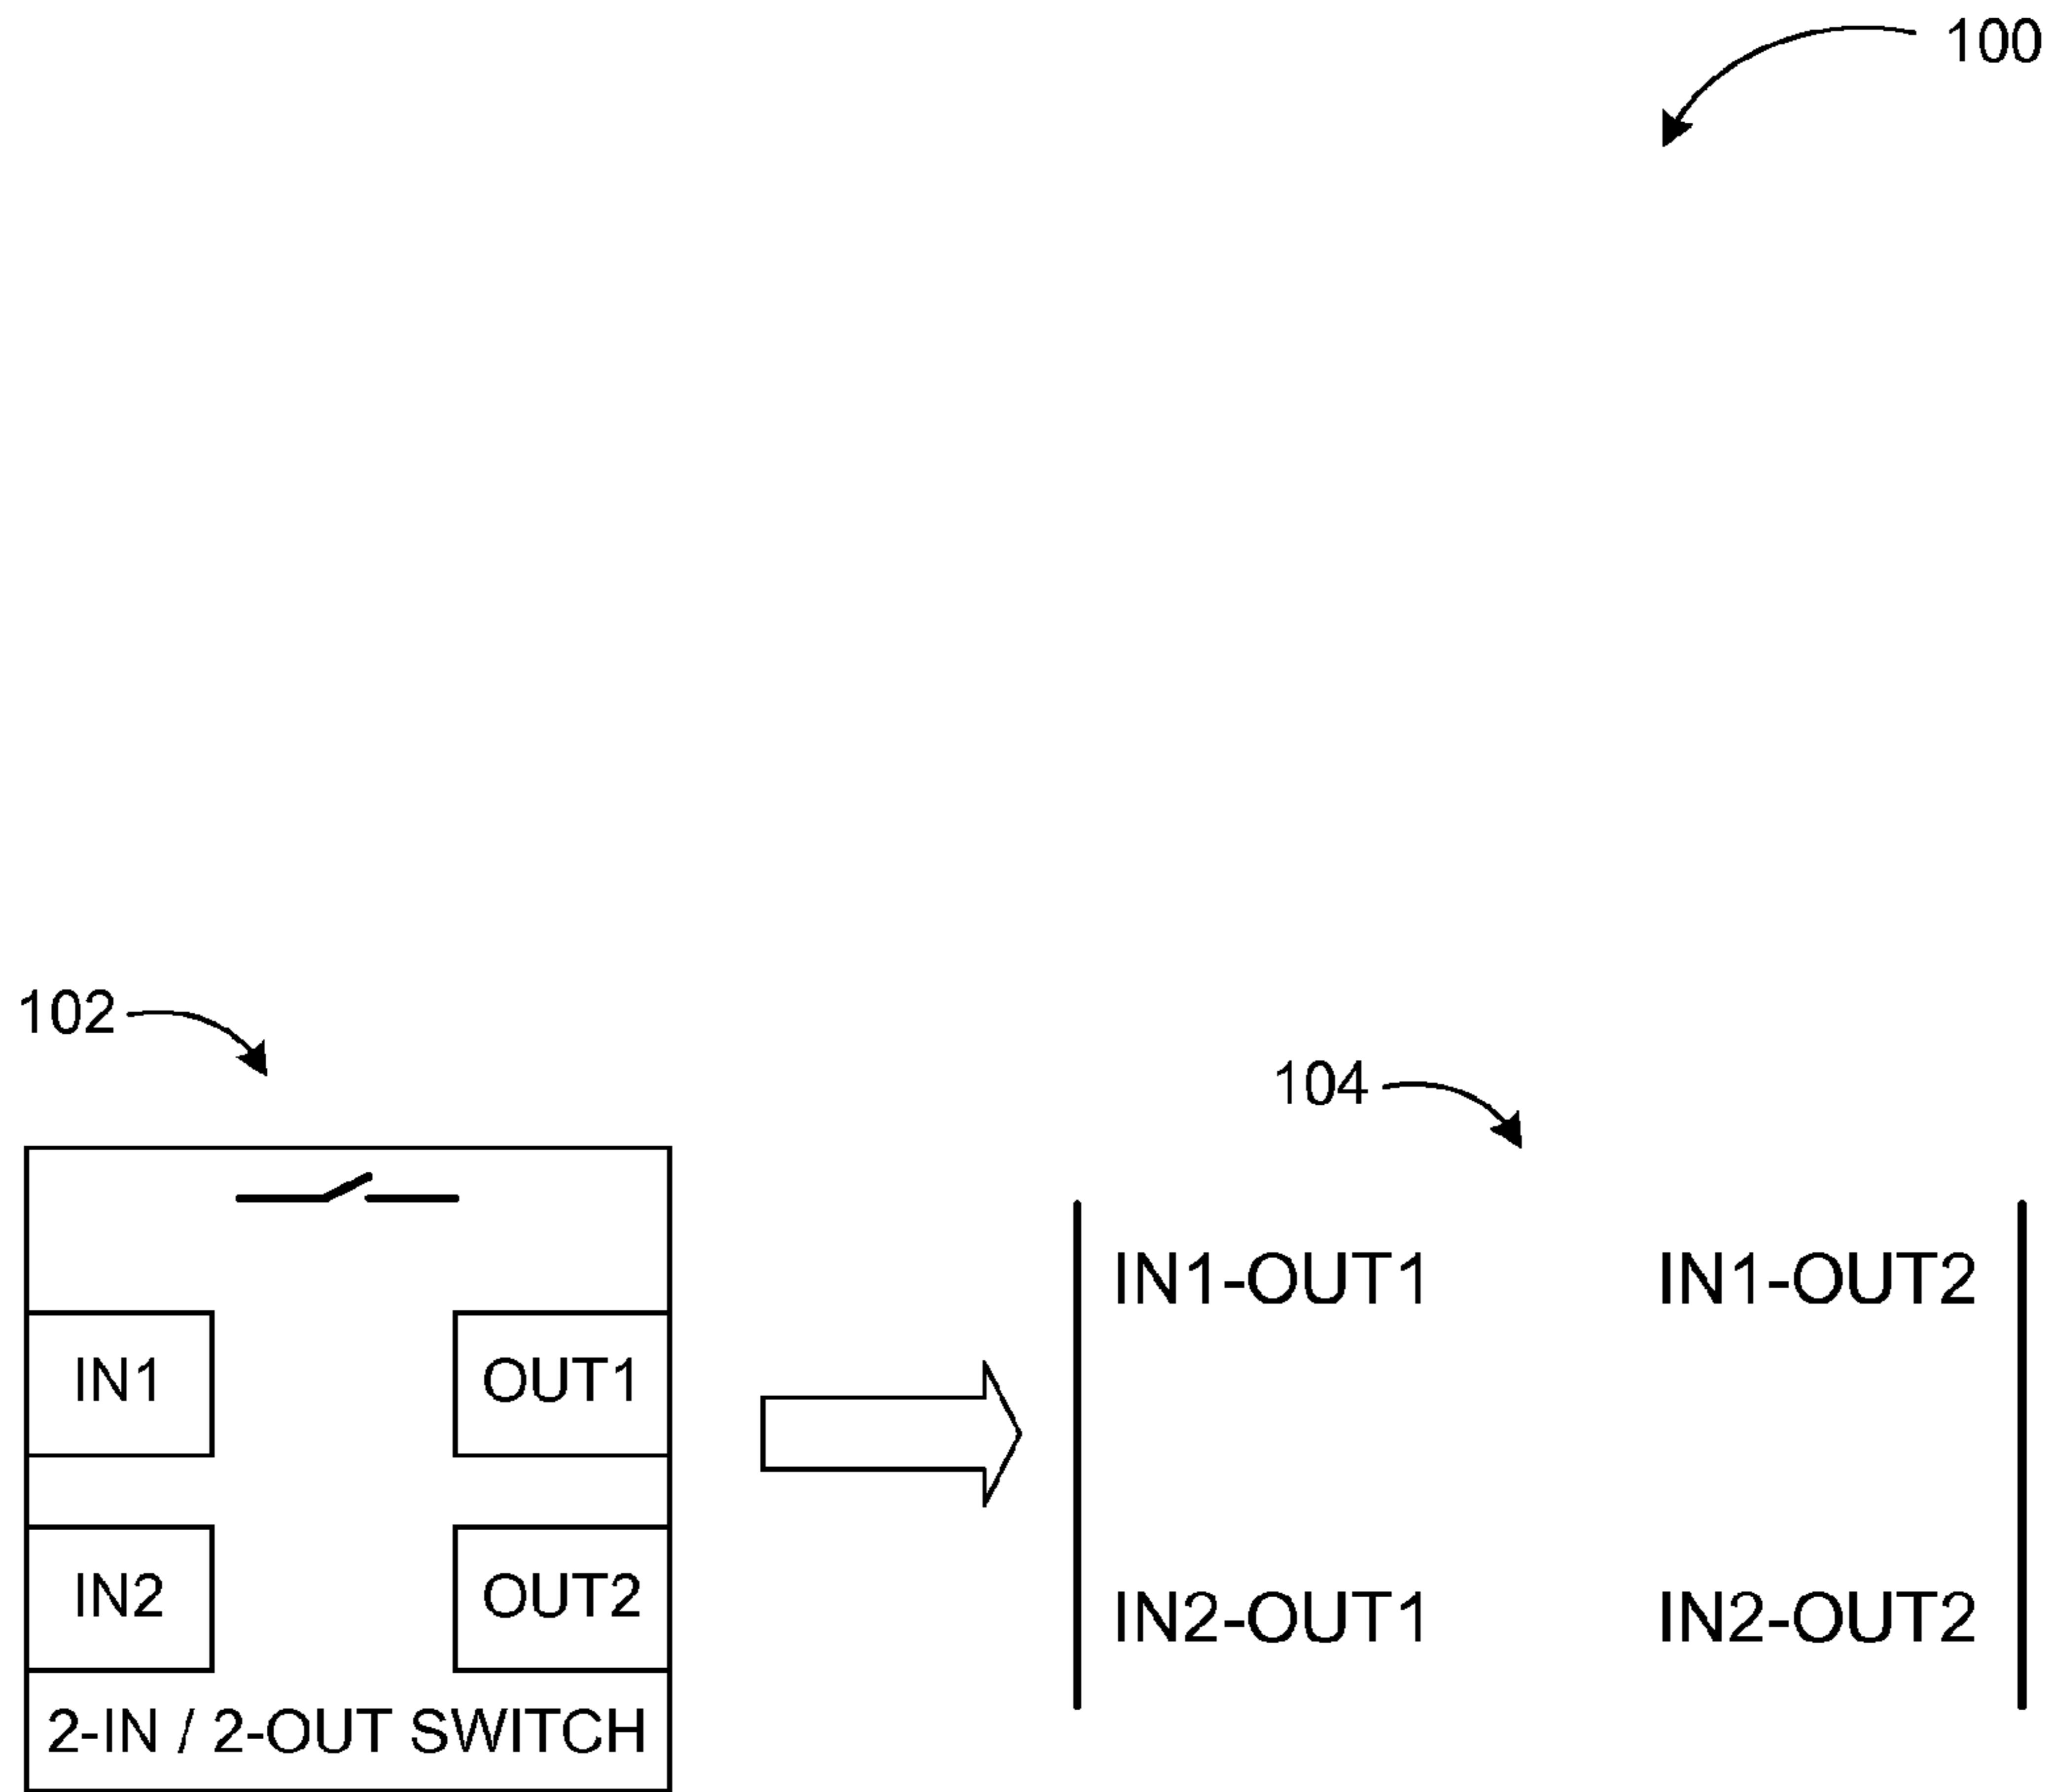 100
102
104
IN1
OUT1
IN2
OUT2
2-IN / 2-OUT SWITCH
IN1-OUT1 IN1-OUT2
IN2-OUT1 IN2-OUT2